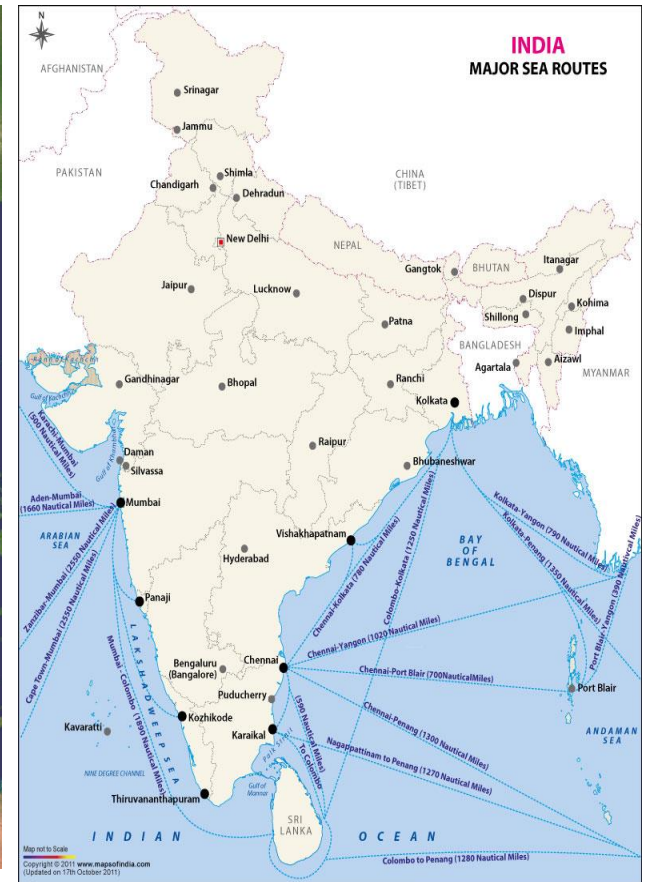 N
INDIA
MAJOR SEA ROUTES
AFGHANISTAN
Srinagar
Jammu
PAKISTAN
Shimla
Chandigarh
Dehradun
CHINA
(TIBET)
New Delhi
NEPAL
Gangtok
BHUTAN
Itanagar
Jaipur
Lucknow
Dispur
Kohima
Shillong
Patna
Imphal
BANGLADESH
Aizawl
Agartala
MYANMAR
Gandhinagar
Bhopal
Ranchi
Kolkata
Gulf of Kachchh
Karachi-Mumbai
(500 Nautical Miles)
Gulf of Khambhat
Daman
Silvassa
Raipur
Bhubaneshwar
Aden-Mumbai
(1660 Nautical Miles)
Mumbai
ARABIAN
SEA
Zanzibar-Mumbai (2550 Nautical Miles)
Cape Town-Mumbai (2550 Nautical Miles)
Vishakhapatnam
Hyderabad
BAY
OF
BENGAL
Chennai-Kolkata (780 Nautical Miles)
Colombo-Kolkata (1250 Nautical Miles)
Kolkata-Yangon (790 Nautical Miles)
Kolkata-Penang (1350 Nautical Miles)
Port Blair-Yangon (390 Nautical Miles)
Panaji
LAKSHADWEEP SEA
Mumbai-Colombo (1890 Nautical Miles)
Chennai-Yangon (1020 Nautical Miles)
Bengaluru
(Bangalore)
Chennai
Chennai-Port Blair (700NauticalMiles)
Port Blair
Puducherry
Kozhikode
Karaikal
(590 Nautical Miles)
To Colombo
Chennai-Penang (1300 Nautical Miles)
Nagappattinam to Penang (1270 Nautical Miles)
ANDAMAN
SEA
Kavaratti
NINE DEGREE CHANNEL
Gulf of
Mannar
Thiruvananthapuram
SRI
LANKA
INDIAN OCEAN
Colombo to Penang (1280 Nautical Miles)
Map not to Scale
Copyright © 2011 www.mapsofindia.com
(Updated on 17th October 2011)